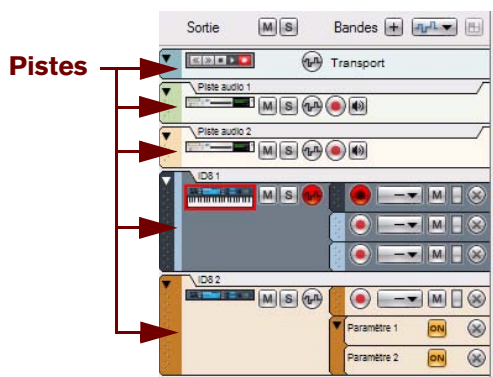 Sortie M S Bandes +
Pistes
Transport
Piste audio 1
M S
Piste audio 2
M S
ID8 1
M S M
M
M
ID8 2
M S M
Paramètre 1 ON
Paramètre 2 ON